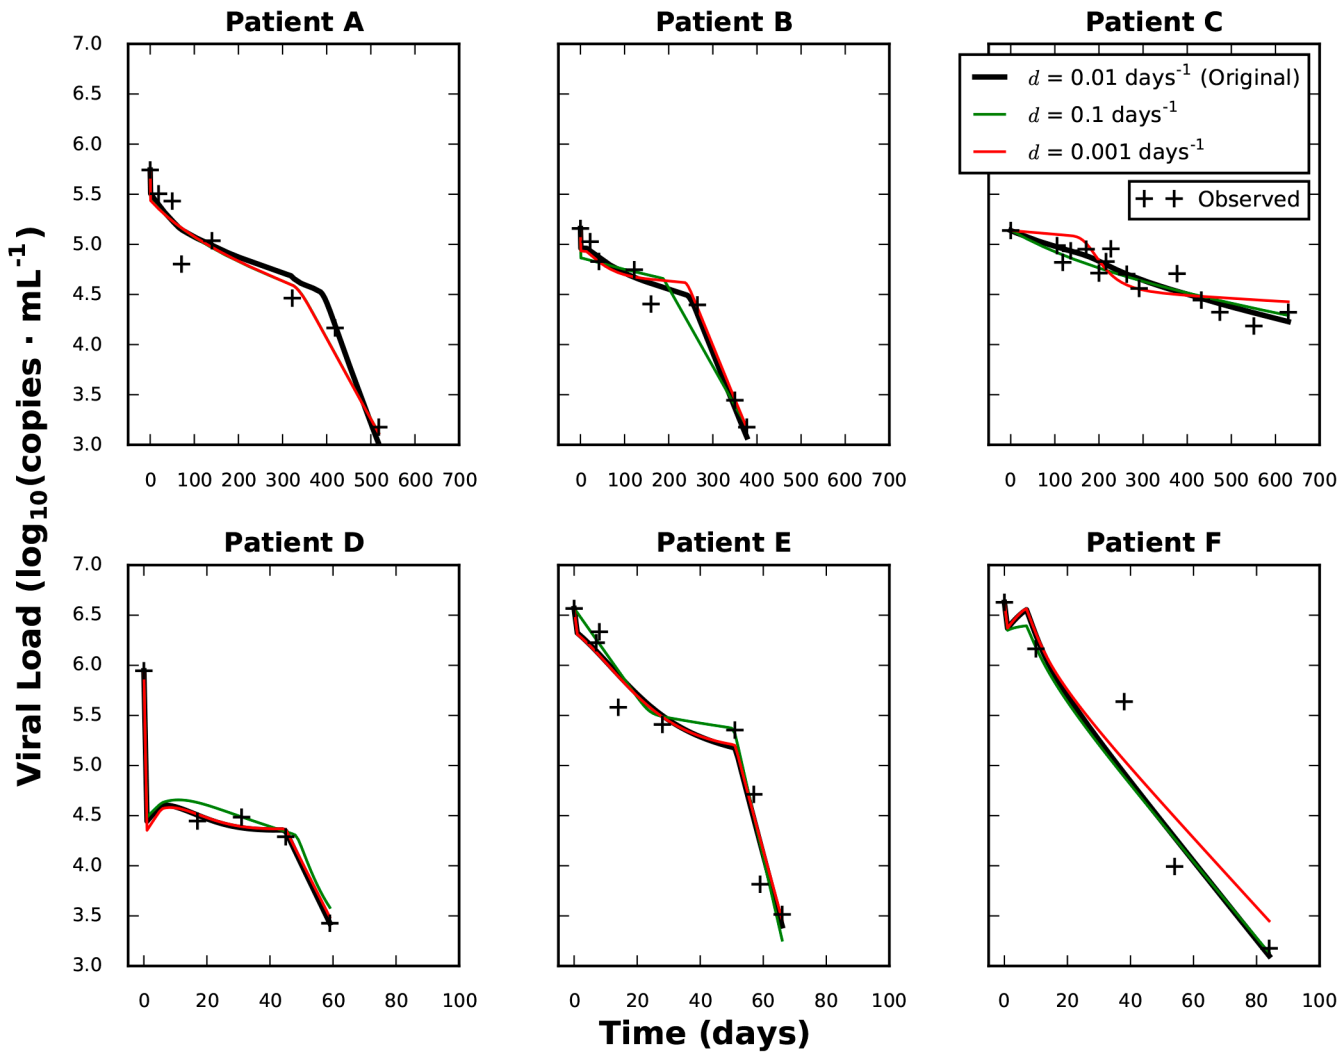 Patient A
Patient B
Patient C
7.0
6.5
6.0
5.5
5.0
4.5
4.0
3.5
3.0
d = 0.01 days⁻¹ (Original)
d = 0.1 days⁻¹
d = 0.001 days⁻¹
Observed
0 100 200 300 400 500 600 700
0 100 200 300 400 500 600 700
0 100 200 300 400 500 600 700
Viral Load (log₁₀(copies · mL⁻¹)
Patient D
Patient E
Patient F
7.0
6.5
6.0
5.5
5.0
4.5
4.0
3.5
3.0
0 20 40 60 80 100
0 20 40 60 80 100
0 20 40 60 80 100
Time (days)